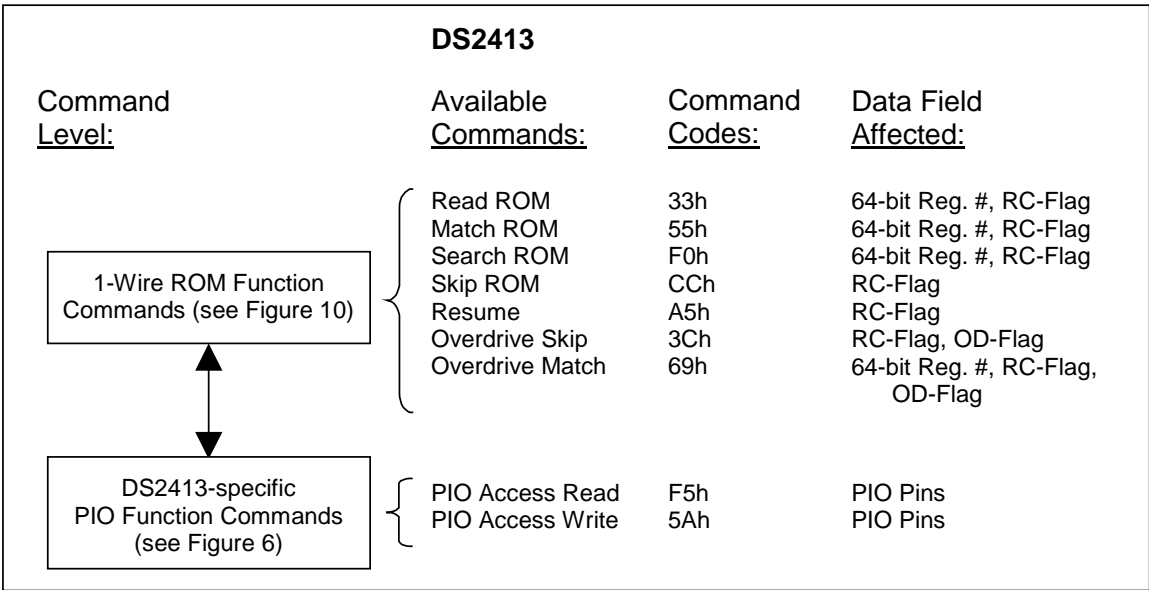 DS2413
Command Level:
Available Commands:
Command Codes:
Data Field Affected:
1-Wire ROM Function
Commands (see Figure 10)
Read ROM 33h 64-bit Reg. #, RC-Flag
Match ROM 55h 64-bit Reg. #, RC-Flag
Search ROM F0h 64-bit Reg. #, RC-Flag
Skip ROM CCh RC-Flag
Resume A5h RC-Flag
Overdrive Skip 3Ch RC-Flag, OD-Flag
Overdrive Match 69h 64-bit Reg. #, RC-Flag,
OD-Flag
DS2413-specific
PIO Function Commands
(see Figure 6)
PIO Access Read F5h PIO Pins
PIO Access Write 5Ah PIO Pins